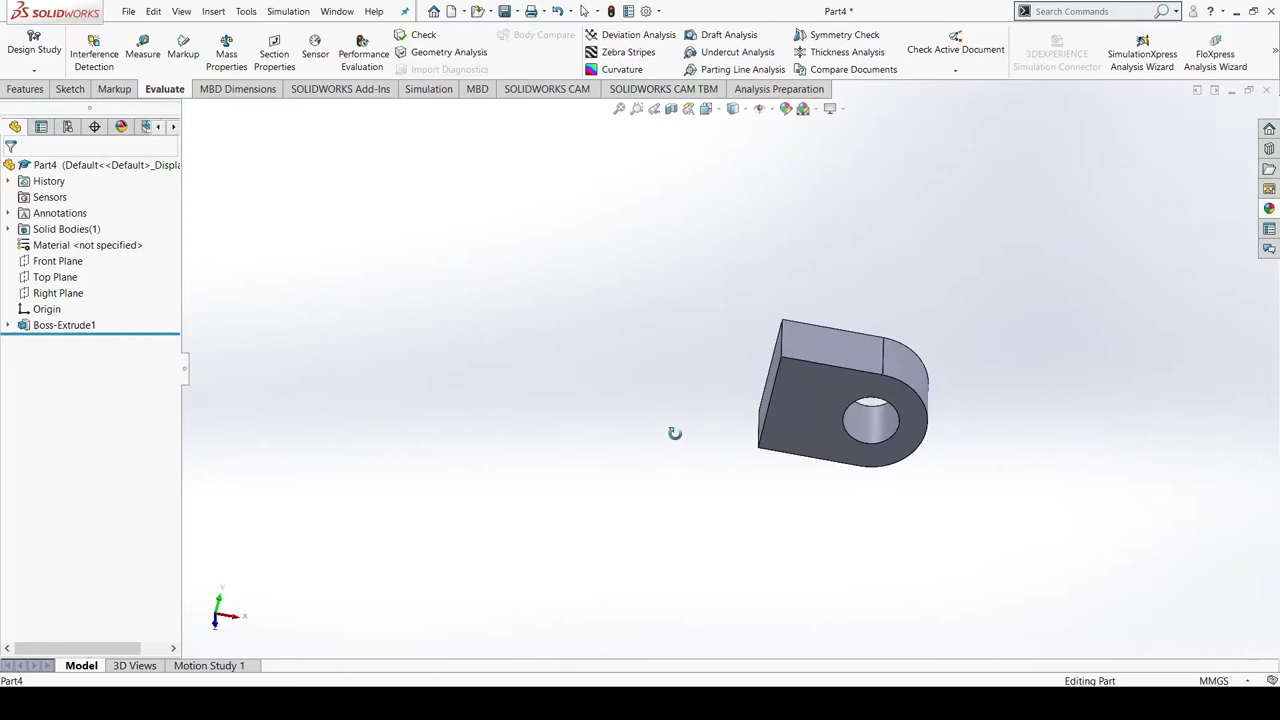 SOLIDWORKS File Edit View Insert Tools Simulation Window Help Part4 * Search Commands ?
Design Study Interference Detection Measure Markup Mass Properties Section Properties Sensor Performance Evaluation Check Geometry Analysis Import Diagnostics Body Compare Deviation Analysis Zebra Stripes Curvature Draft Analysis Undercut Analysis Parting Line Analysis Symmetry Check Thickness Analysis Compare Documents Check Active Document 3DEXPERIENCE Simulation Connector SimulationXpress Analysis Wizard FloXpress Analysis Wizard
Features Sketch Markup Evaluate MBD Dimensions SOLIDWORKS Add-Ins Simulation MBD SOLIDWORKS CAM SOLIDWORKS CAM TBM Analysis Preparation
Part4 (Default<<Default>_Displa
History
Sensors
Annotations
Solid Bodies(1)
Material <not specified>
Front Plane
Top Plane
Right Plane
Origin
Boss-Extrude1
Y
X
Z
Model 3D Views Motion Study 1
Part4 Editing Part MMGS